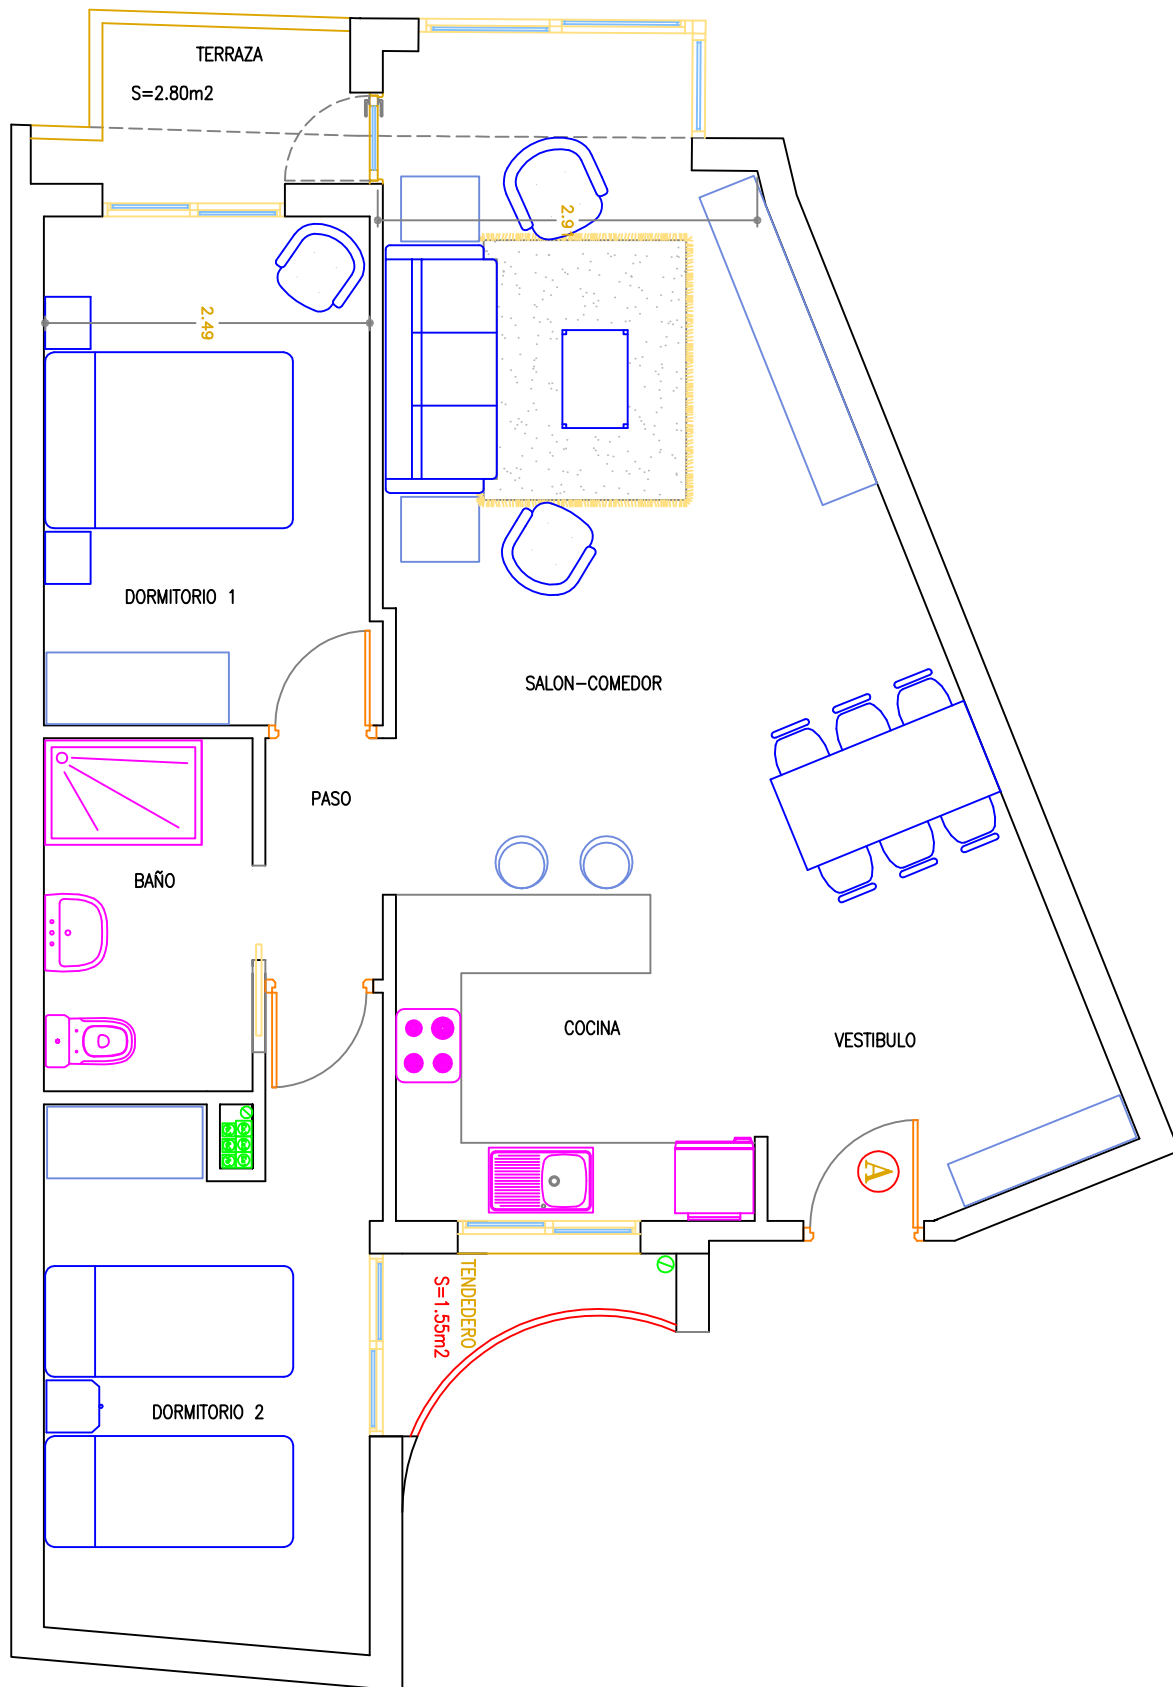 TERRAZA
S=2.80m2
2.9
2.49
DORMITORIO 1
SALON-COMEDOR
PASO
BAÑO
COCINA
VESTIBULO
A
TENDEDERO
S=1.55m2
DORMITORIO 2